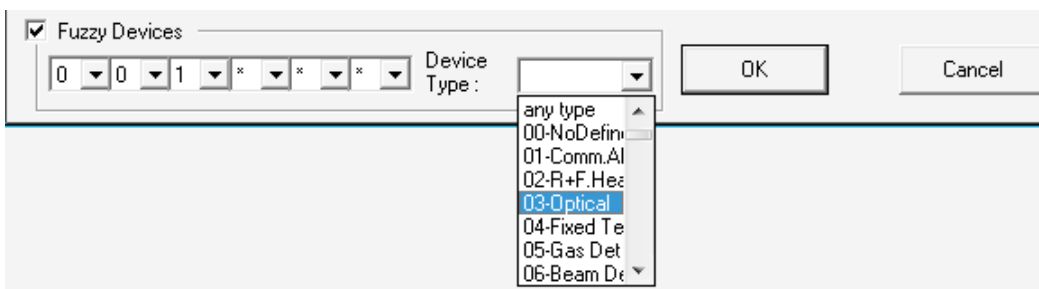 Fuzzy Devices
0 0 1 * * * Device Type : OK Cancel
any type
00-NoDefin
01-Comm.Al
02-R+F.Hea
03-Optical
04-Fixed Te
05-Gas Det
06-Beam De